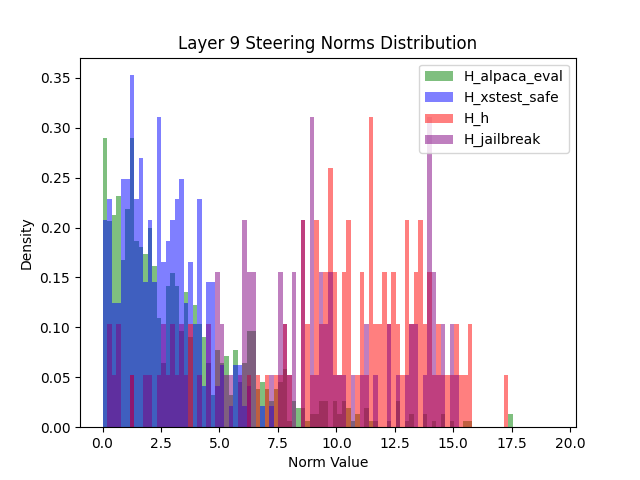 Layer 9 Steering Norms Distribution
H_alpaca_eval
H_xstest_safe
H_h
H_jailbreak
Density
0.35
0.30
0.25
0.20
0.15
0.10
0.05
0.00
0.0 2.5 5.0 7.5 10.0 12.5 15.0 17.5 20.0
Norm Value